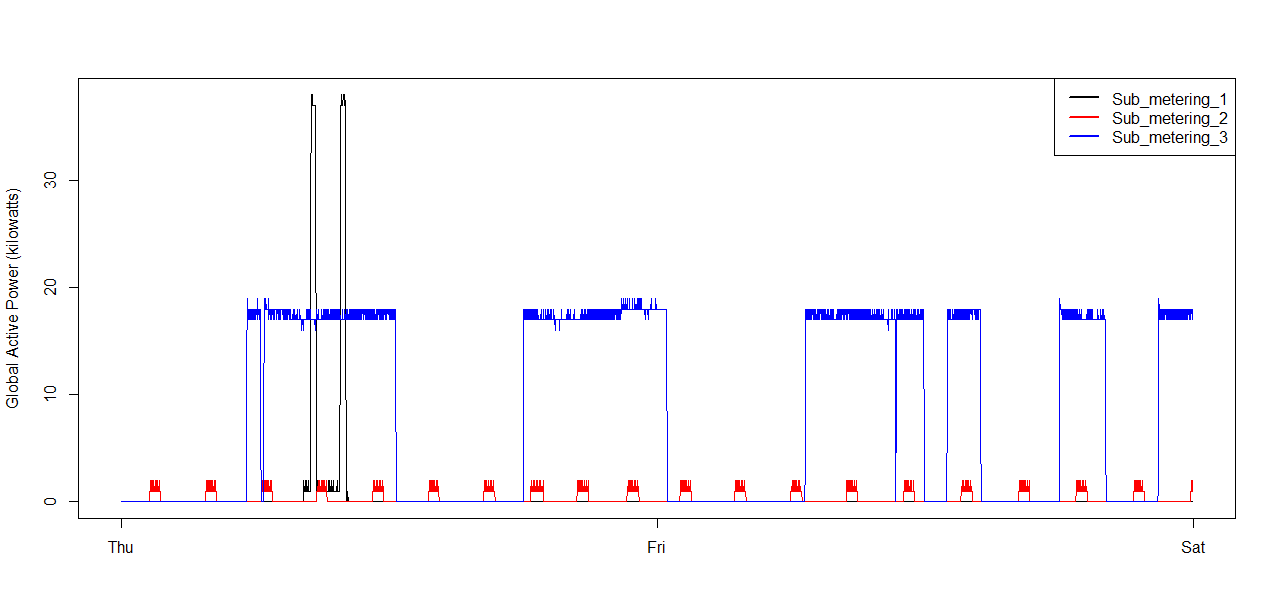 Sub_metering_1
Sub_metering_2
Sub_metering_3
Global Active Power (kilowatts)
30
20
10
0
Thu Fri Sat